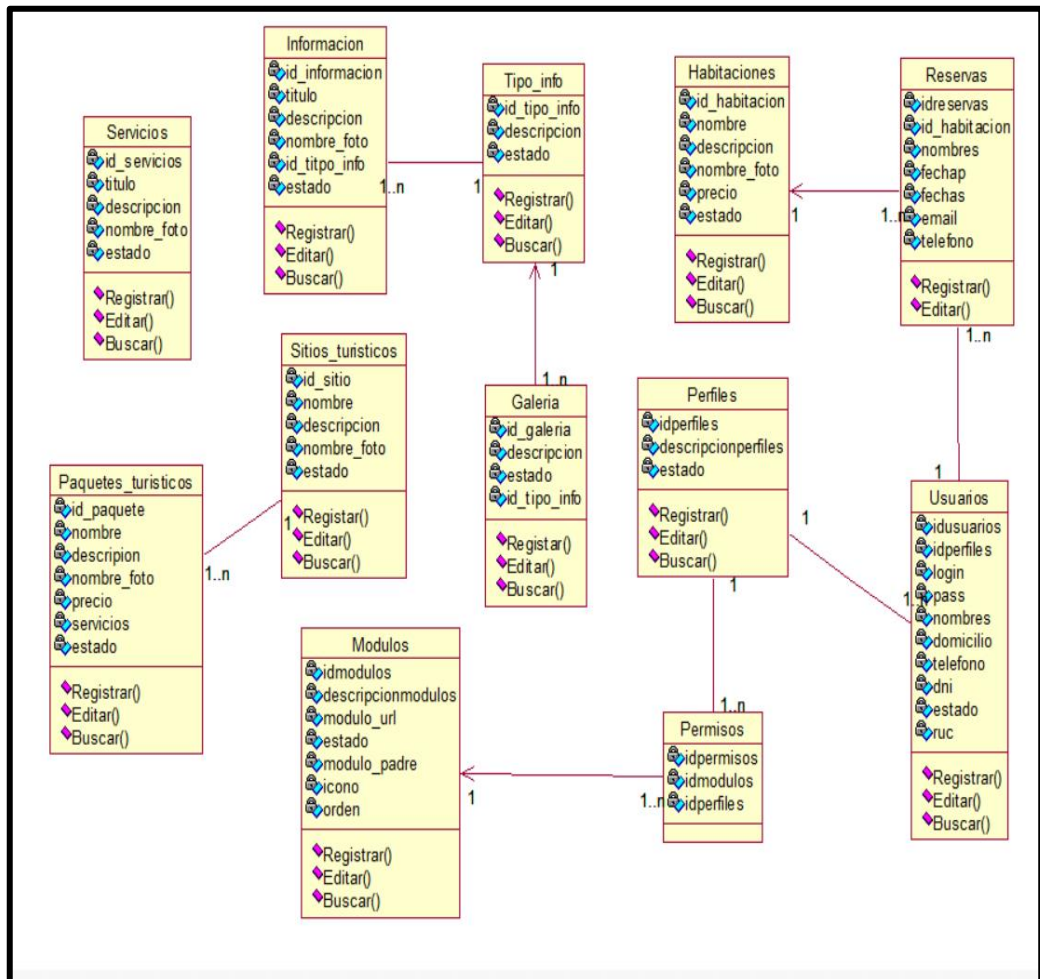 Informacion
id_informacion
titulo
descripcion
nombre_foto
id_titpo_info
estado
Registrar()
Editar()
Buscar()
1..n
1
Tipo_info
id_tipo_info
descripcion
estado
Registrar()
Editar()
Buscar()
1
Habitaciones
id_habitacion
nombre
descripcion
nombre_foto
precio
estado
Registrar()
Editar()
Buscar()
1
1..n
Reservas
idreservas
id_habitacion
nombres
fechap
fechas
email
telefono
Registrar()
Editar()
1..n
Servicios
id_servicios
titulo
descripcion
nombre_foto
estado
Registrar()
Editar()
Buscar()
Sitios_turisticos
id_sitio
nombre
descripcion
nombre_foto
estado
Registar()
Editar()
Buscar()
1
1..n
Galeria
id_galeria
descripcion
estado
id_tipo_info
Registar()
Editar()
Buscar()
Perfiles
idperfiles
descripcionperfiles
estado
Registrar()
Editar()
Buscar()
1
1
Paquetes_turisticos
id_paquete
nombre
descripion
nombre_foto
precio
servicios
estado
Registrar()
Editar()
Buscar()
1..n
1
Usuarios
idusuarios
idperfiles
login
pass
nombres
domicilio
telefono
dni
estado
ruc
Registrar()
Editar()
Buscar()
1..n
Modulos
idmodulos
descripcionmodulos
modulo_url
estado
modulo_padre
icono
orden
Registrar()
Editar()
Buscar()
1
1..n
1..n
Permisos
idpermisos
idmodulos
idperfiles